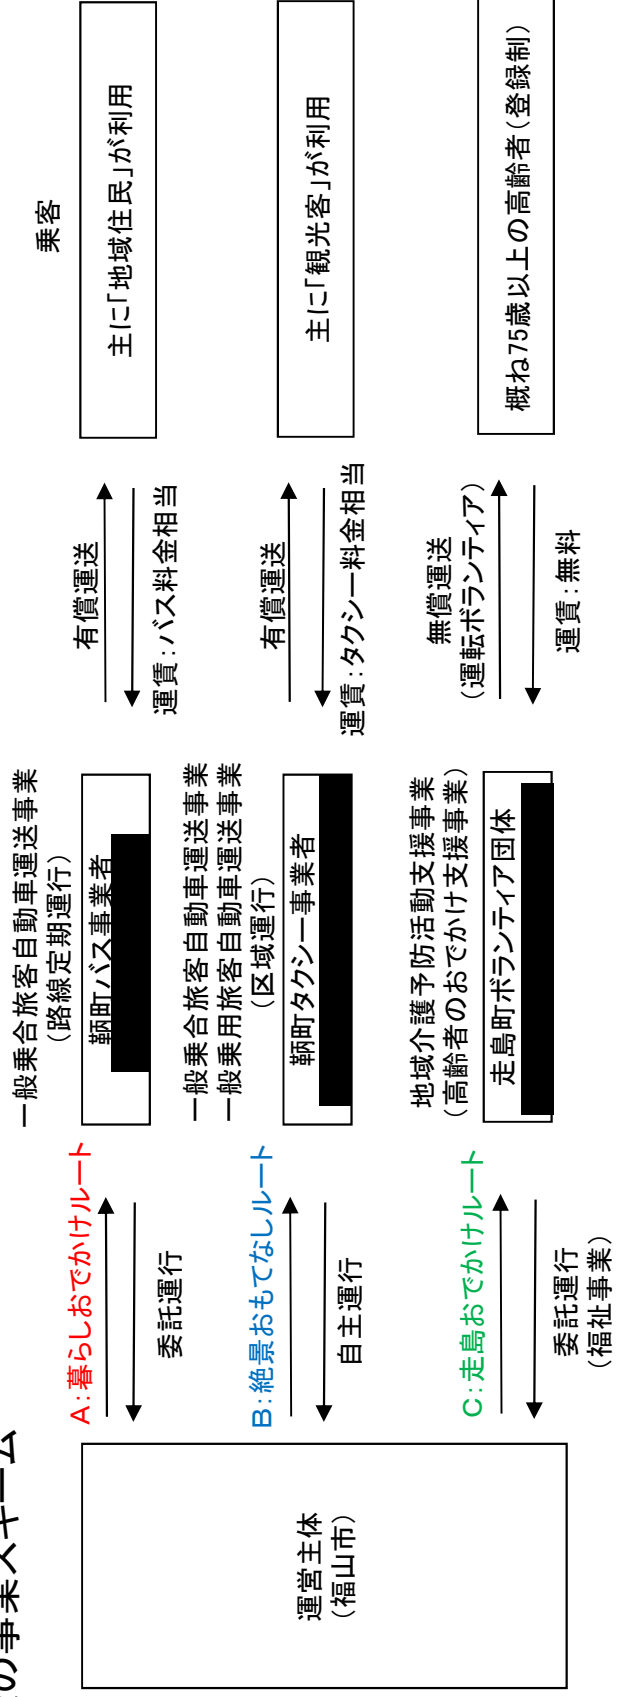 の事業スキーム
乗客
運営主体
(福山市)
A:暮らしおでかけルート
委託運行
一般乗合旅客自動車運送事業
(路線定期運行)
鞆町バス事業者
有償運送
運賃:バス料金相当
主に「地域住民」が利用
B:絶景おもてなしルート
自主運行
一般乗合旅客自動車運送事業
一般乗用旅客自動車運送事業
(区域運行)
鞆町タクシー事業者
有償運送
運賃:タクシー料金相当
主に「観光客」が利用
C:走島おでかけルート
委託運行
(福祉事業)
地域介護予防活動支援事業
(高齢者のおでかけ支援事業)
走島町ボランティア団体
無償運送
(運転ボランティア)
運賃:無料
概ね75歳以上の高齢者(登録制)